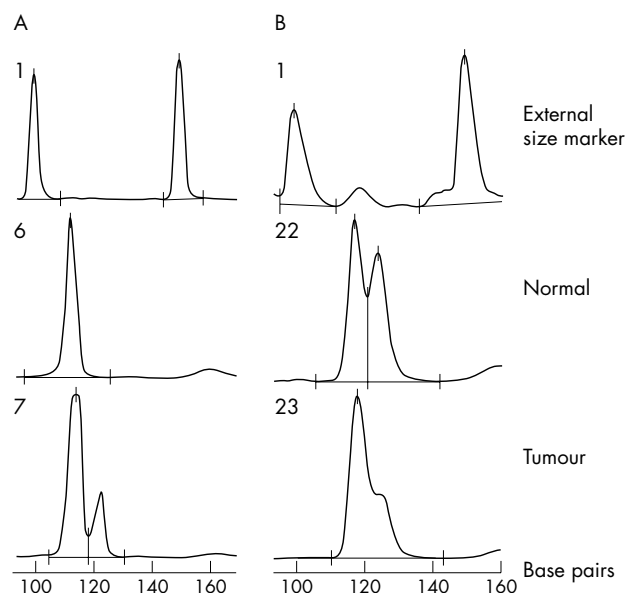 A
B
1
1
External
size marker
6
22
Normal
7
23
Tumour
Base pairs
100 120 140 160
100 120 140 160